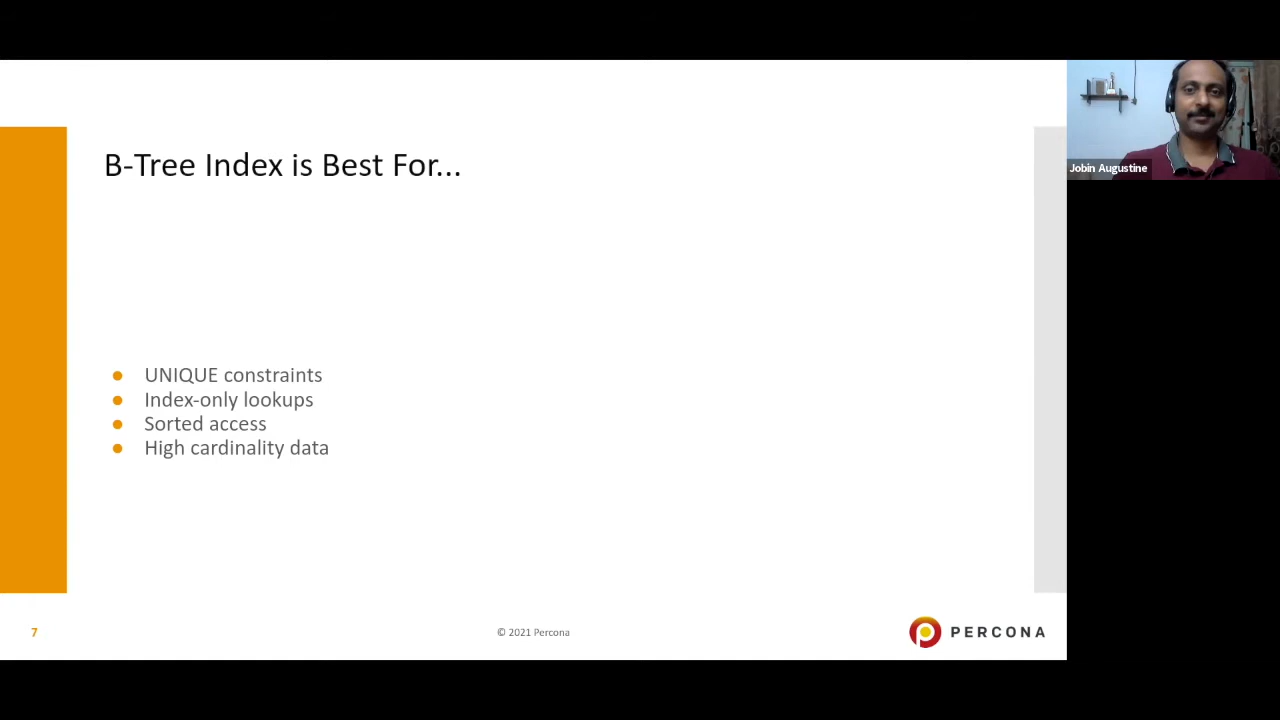 B-Tree Index is Best For...
Jobin Augustine
● UNIQUE constraints
● Index-only lookups
● Sorted access
● High cardinality data
7
© 2021 Percona
PERCONA